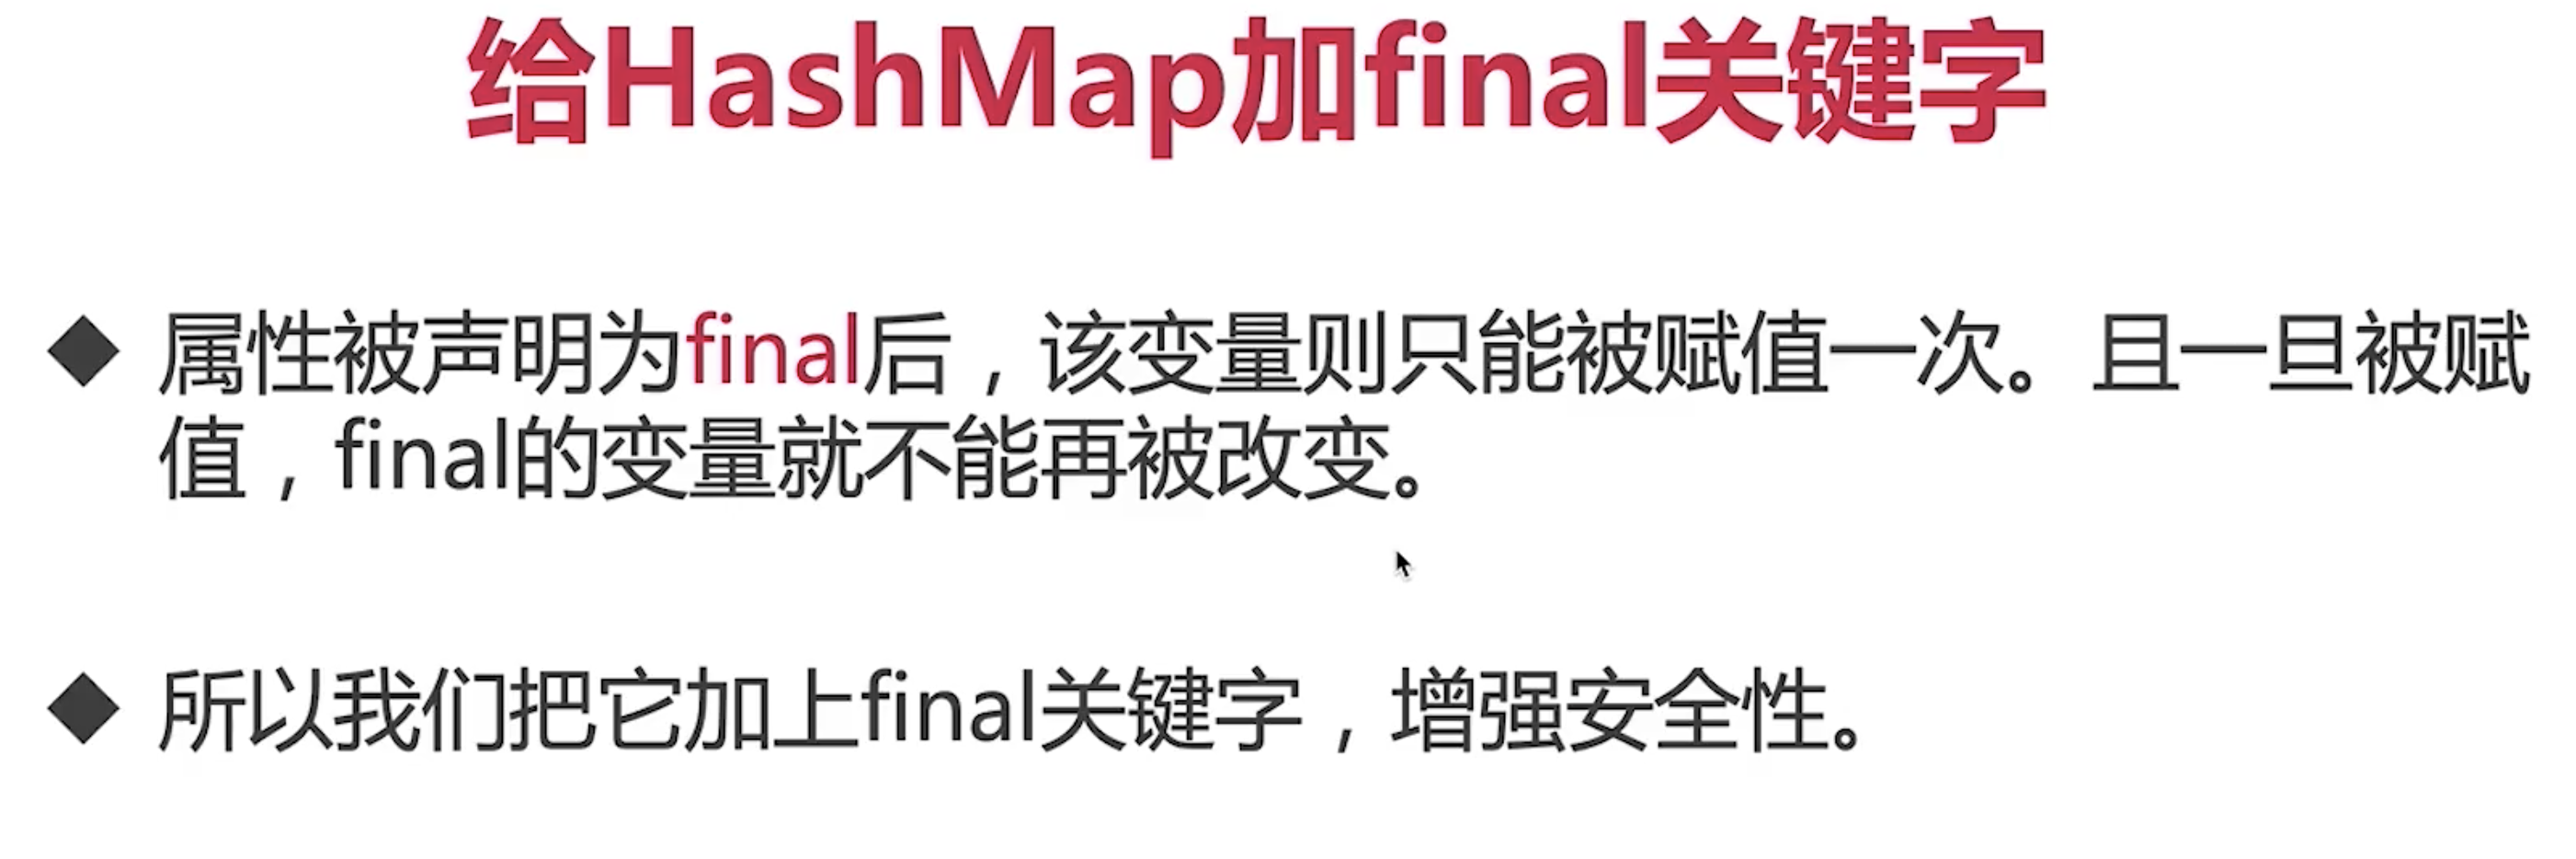 给HashMap加final关键字
◆ 属性被声明为final后，该变量则只能被赋值一次。且一旦被赋
值，final的变量就不能再被改变。
◆ 所以我们把它加上final关键字，增强安全性。